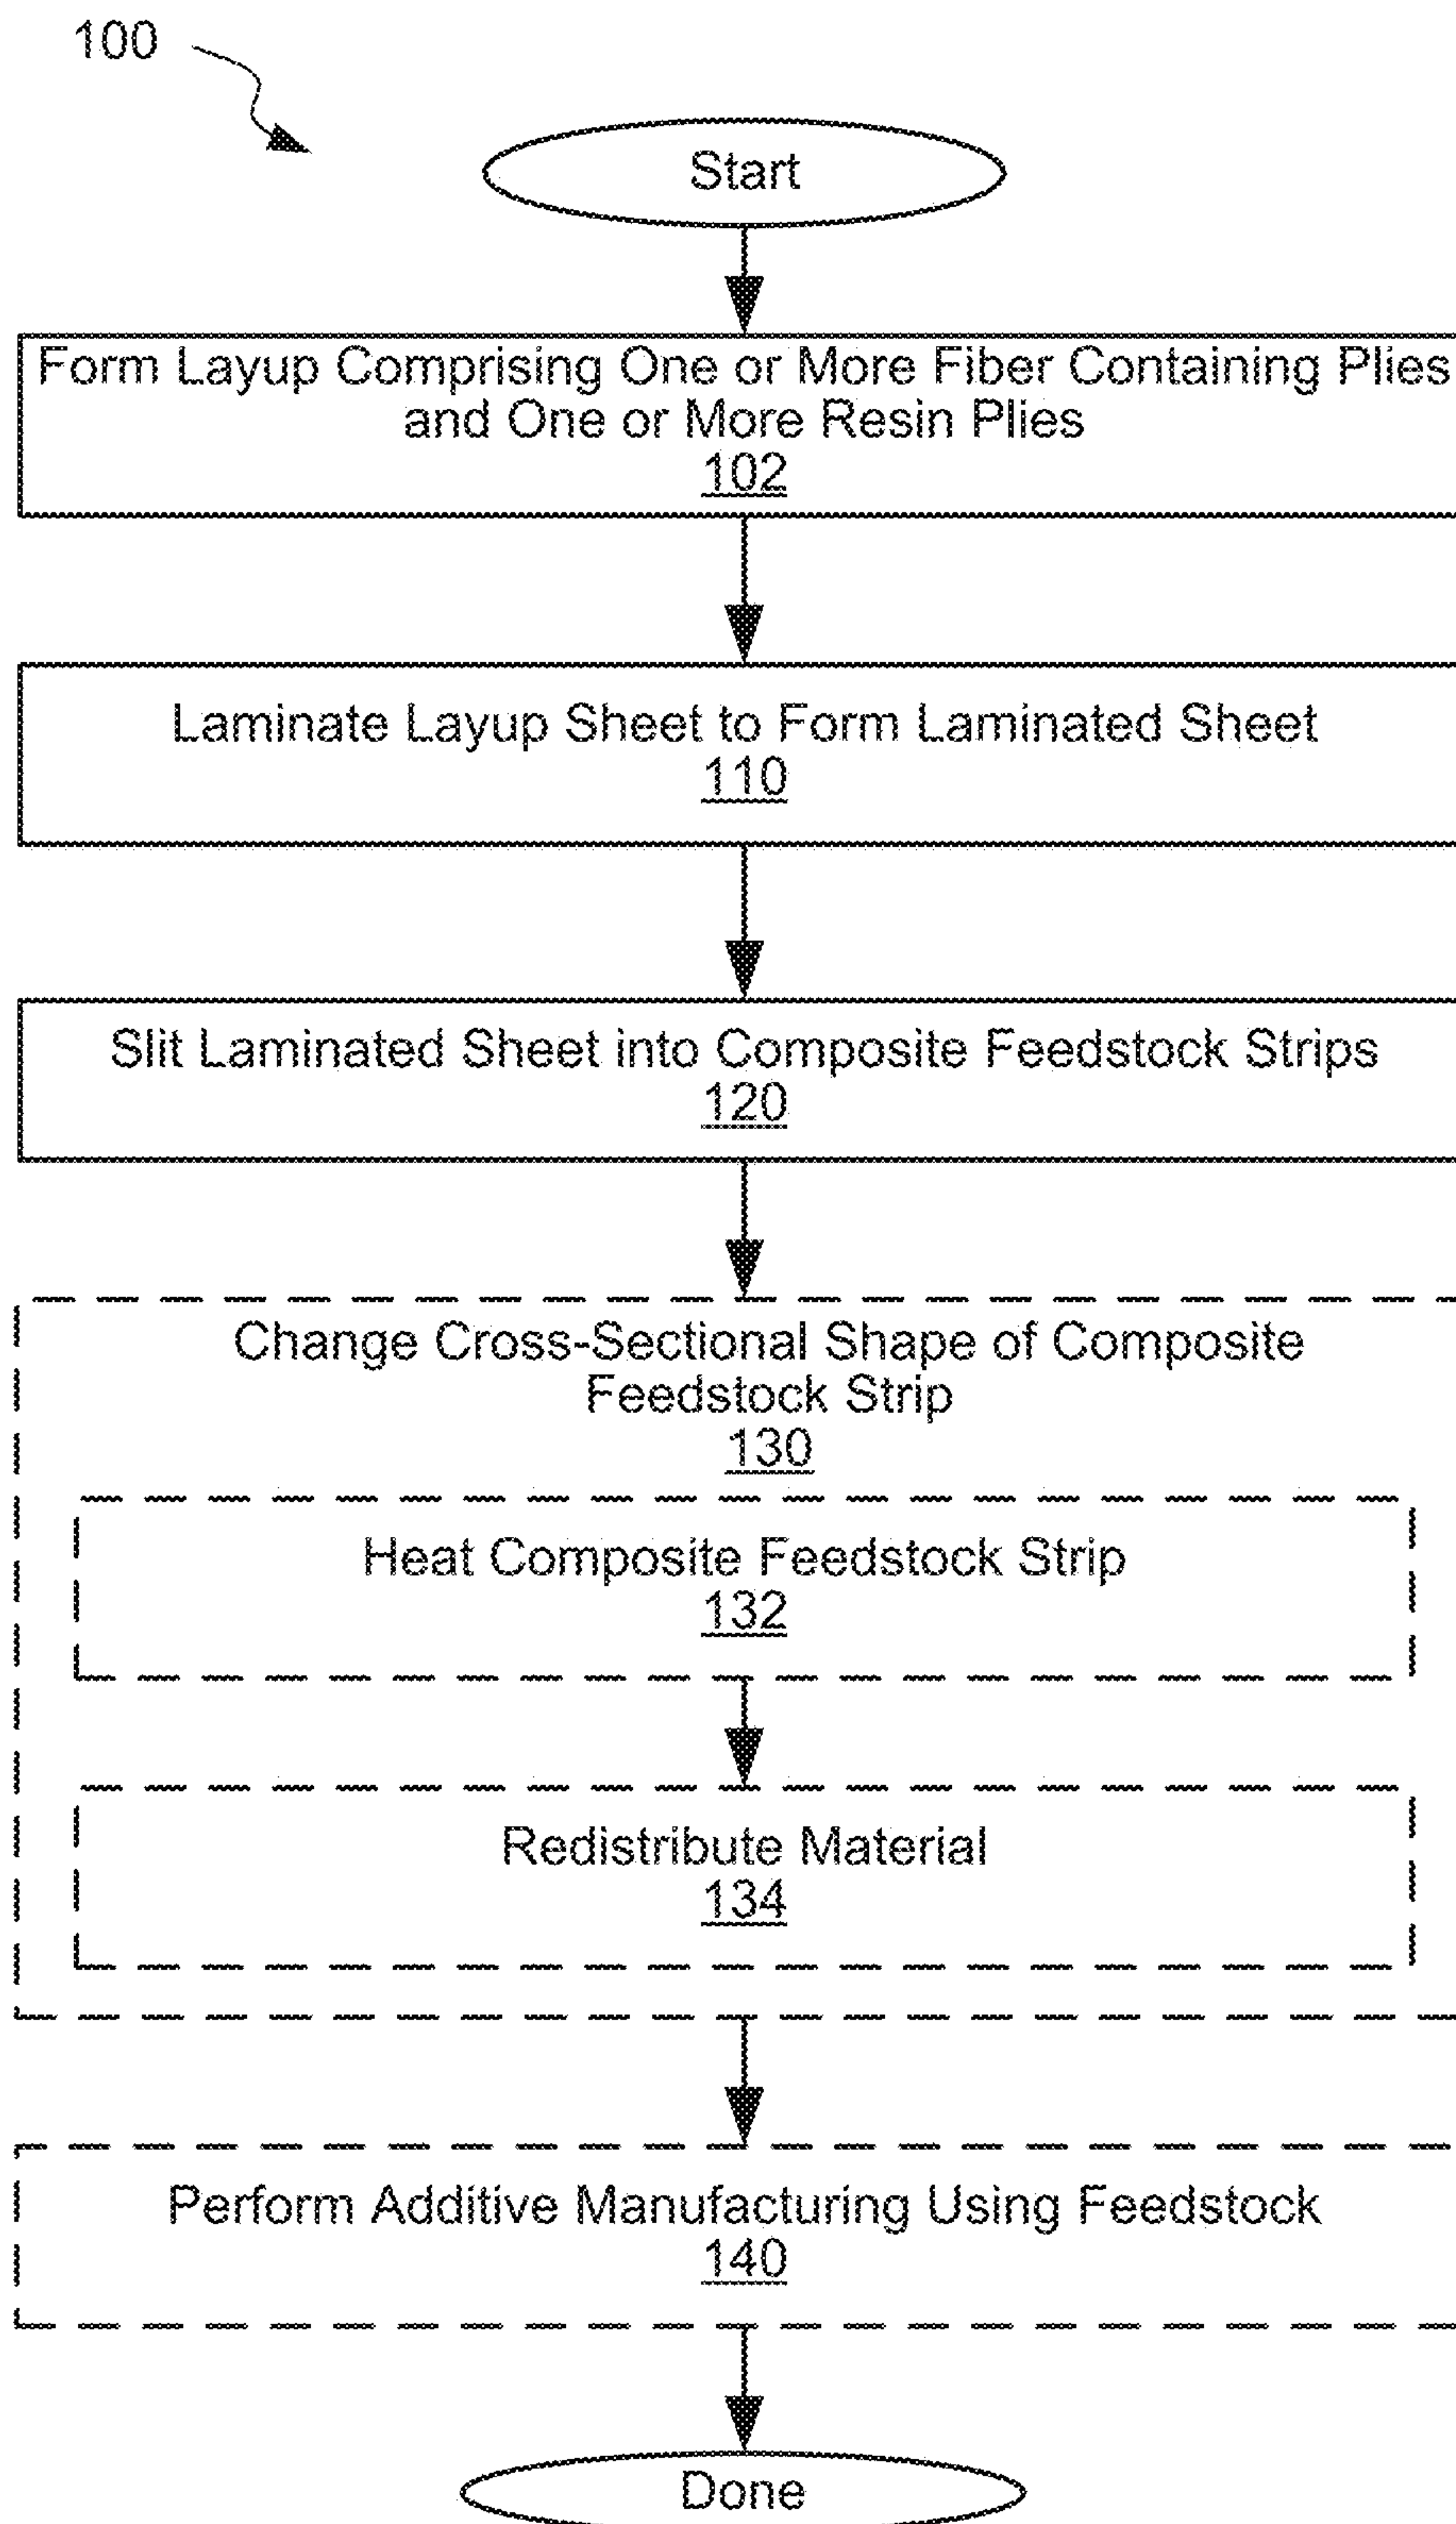 100
Start
Form Layup Comprising One or More Fiber Containing Plies
and One or More Resin Plies
102
Laminate Layup Sheet to Form Laminated Sheet
110
Slit Laminated Sheet into Composite Feedstock Strips
120
Change Cross-Sectional Shape of Composite
Feedstock Strip
130
Heat Composite Feedstock Strip
132
Redistribute Material
134
Perform Additive Manufacturing Using Feedstock
140
Done